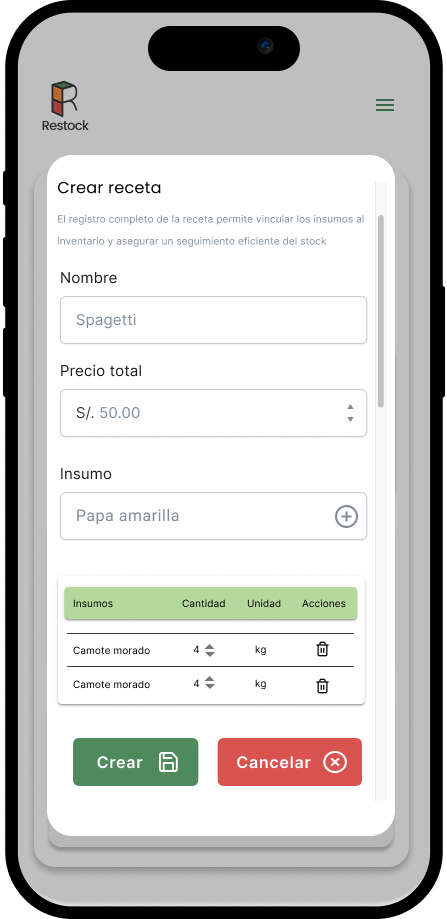 Restock
Crear receta
El registro completo de la receta permite vincular los insumos al
inventario y asegurar un seguimiento eficiente del stock
Nombre
Spagetti
Precio total
S/. 50.00
Insumo
Papa amarilla
Insumos Cantidad Unidad Acciones
Camote morado 4 kg
Camote morado 4 kg
Crear Cancelar